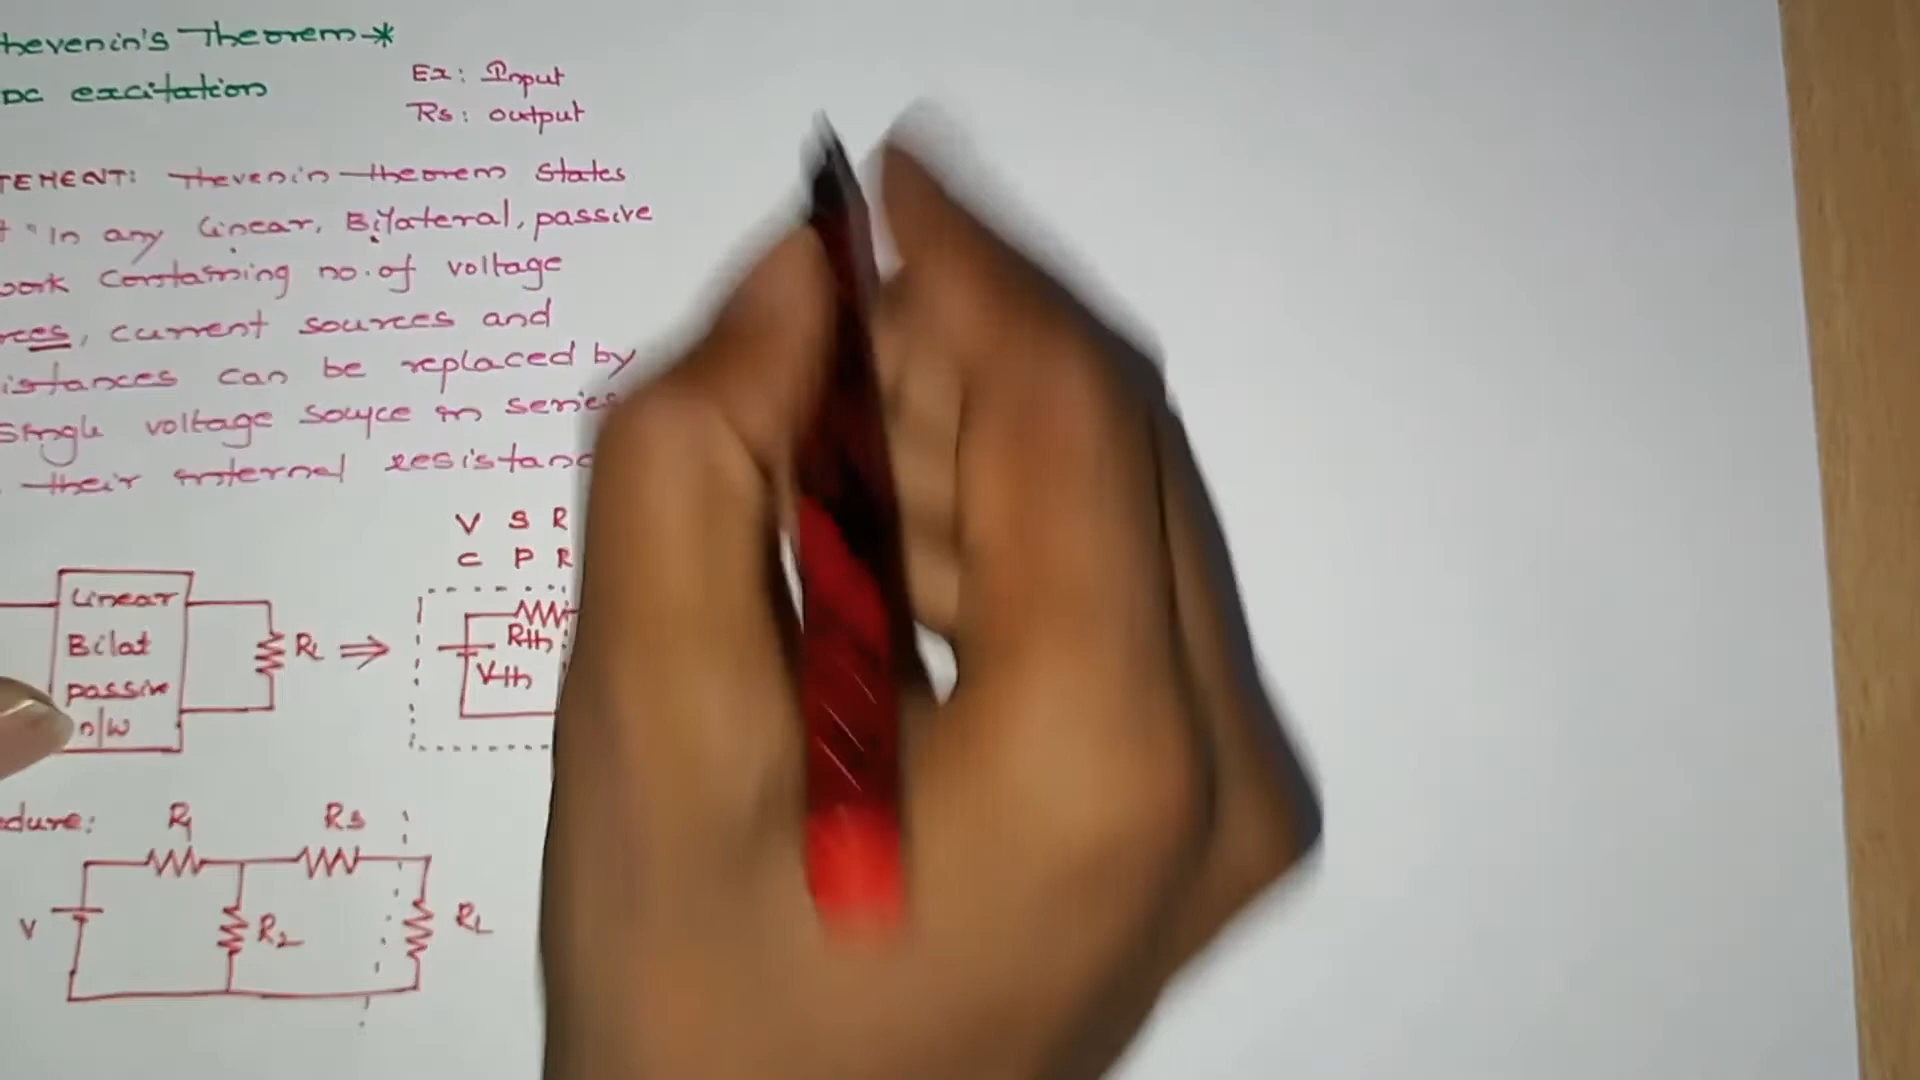 hevenin's Theorem
DC excitation
Ex: Input
Rs: output
TEMENT: Thevenin theorem states
"In any Linear, Bilateral, passive
work Containing no. of voltage
rces, current sources and
istances can be replaced by
single voltage source in series
their internal resistanc
V S R
C P R
Linear
Bilat
passive
n/w
RL
Rth
Vth
dure:
R1
R3
V
R2
RL